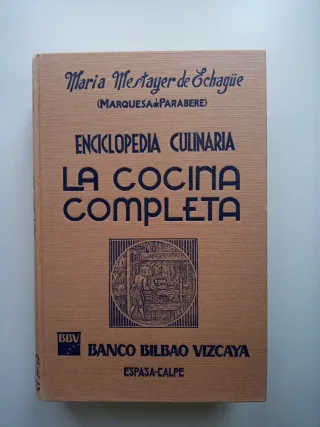 María Mestayer de Echagüe
(MARQUESA de PARABERE)
ENCICLOPEDIA CULINARIA
LA COCINA
COMPLETA
BBV
BANCO BILBAO VIZCAYA
ESPASA-CALPE